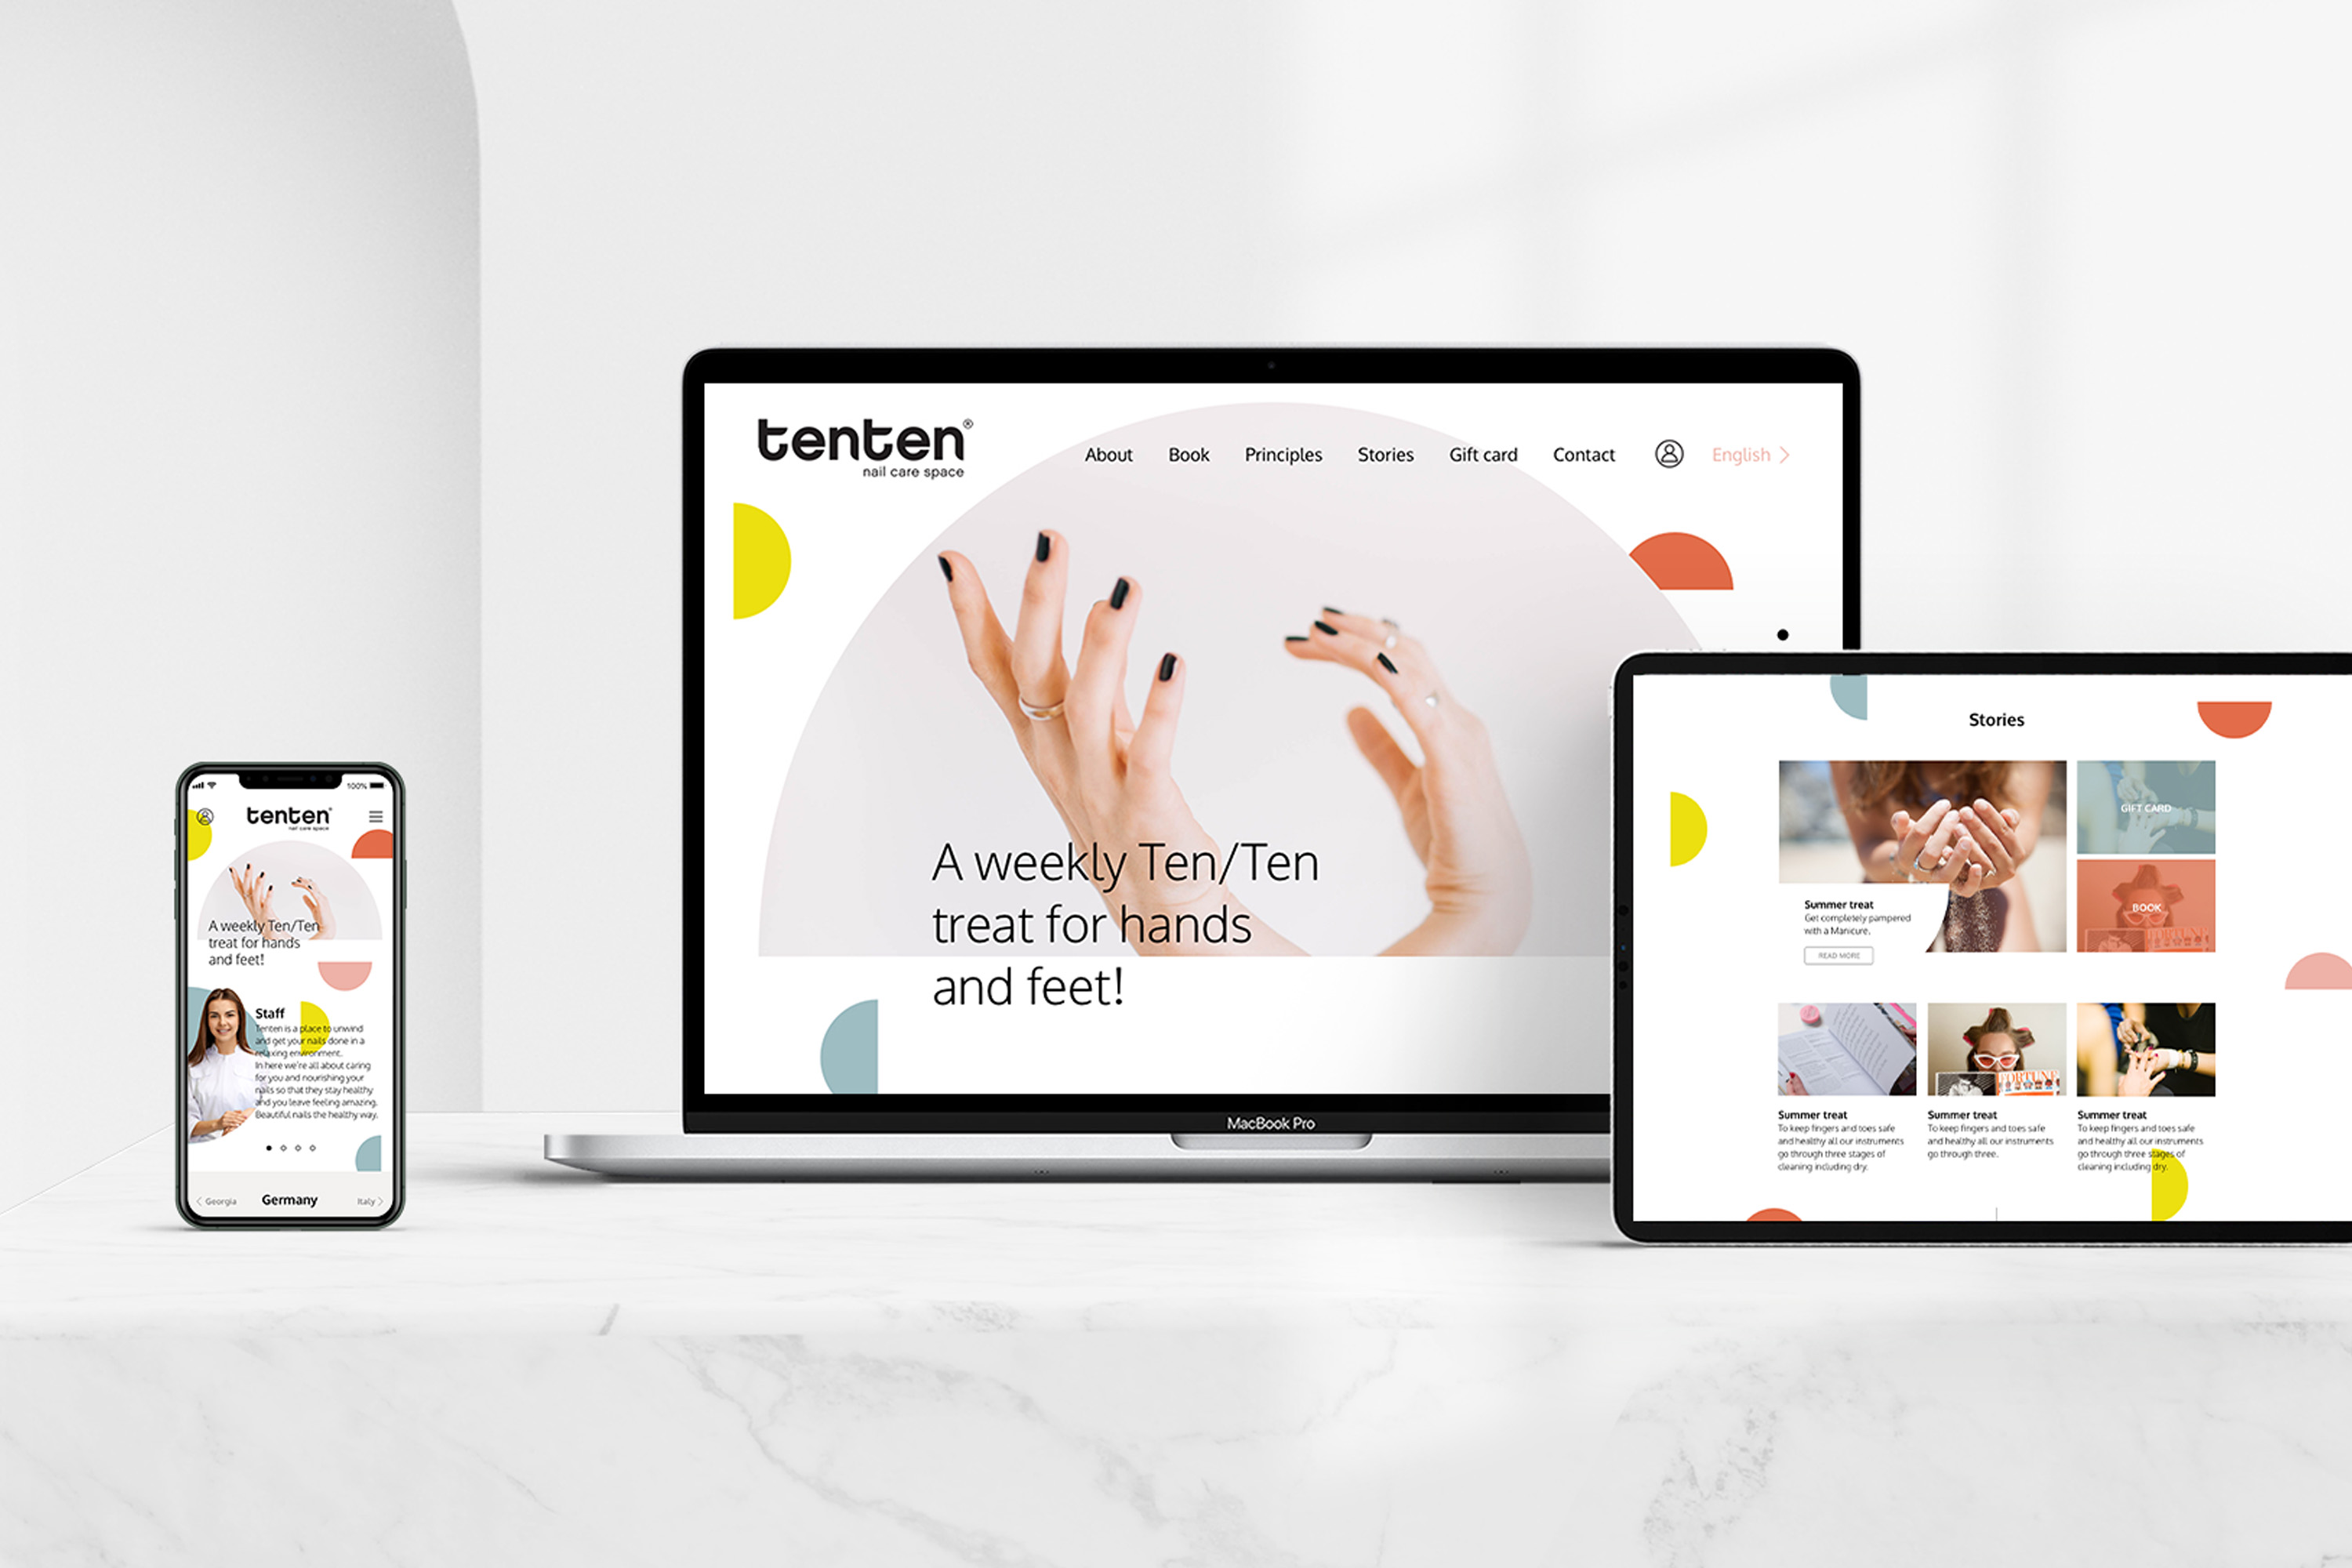 100%
tenten®
nail care space
A weekly Ten/Ten
treat for hands
and feet!
Staff
Tenten is a place to unwind
and get your nails done in a
relaxing environment.
In here we're all about caring
for you and nourishing your
nails so that they stay healthy
and you leave feeling amazing.
Beautiful nails the healthy way.
Georgia
Germany
Italy
tenten®
nail care space
About Book Principles Stories Gift card Contact English
A weekly Ten/Ten
treat for hands
and feet!
MacBook Pro
Stories
GIFT CARD
BOOK
Summer treat
Get completely pampered
with a Manicure.
READ MORE
FORTUNE
Summer treat
To keep fingers and toes safe
and healthy all our instruments
go through three stages of
cleaning including dry.
FORTUNE
Summer treat
To keep fingers and toes safe
and healthy all our instruments
go through three.
Summer treat
To keep fingers and toes safe
and healthy all our instruments
go through three stages of
cleaning including dry.